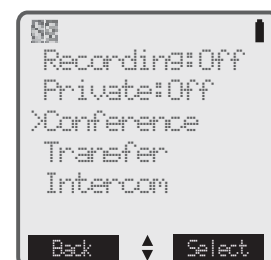 Recording:Off
Private:Off
>Conference
Transfer
Intercom
Back Select